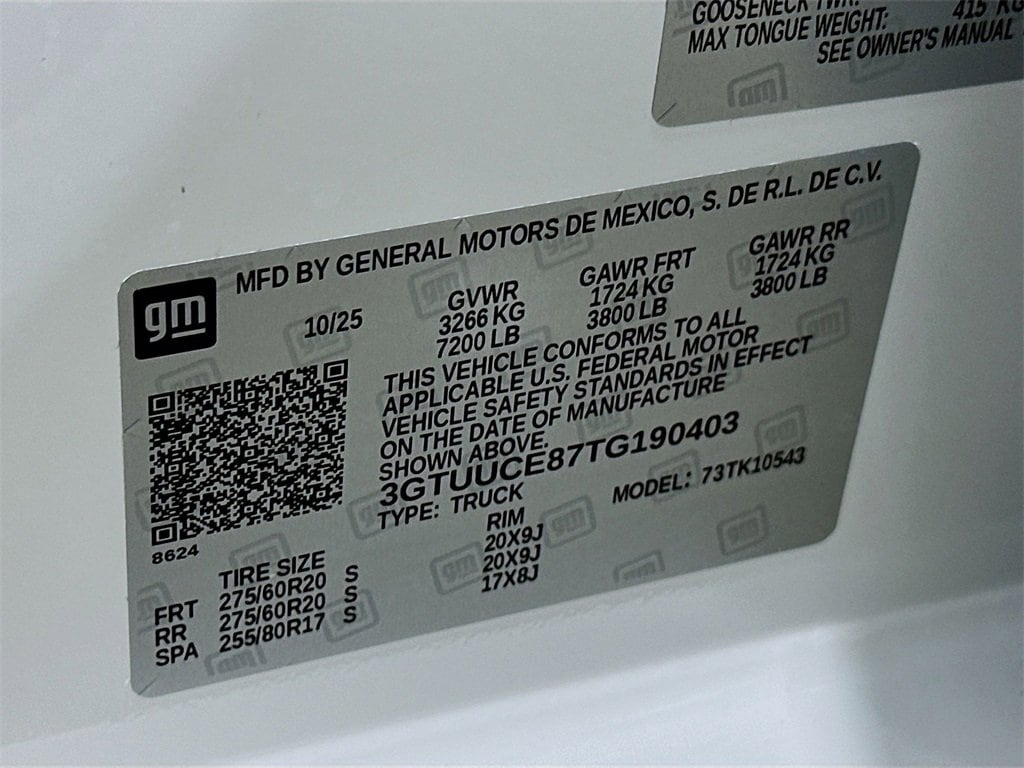 GOOSENECK TWR:
MAX TONGUE WEIGHT: 415 KG
SEE OWNER'S MANUAL
MFD BY GENERAL MOTORS DE MEXICO, S. DE R.L. DE C.V.
gm
10/25
GVWR GAWR FRT GAWR RR
3266 KG 1724 KG 1724 KG
7200 LB 3800 LB 3800 LB
THIS VEHICLE CONFORMS TO ALL
APPLICABLE U.S. FEDERAL MOTOR
VEHICLE SAFETY STANDARDS IN EFFECT
ON THE DATE OF MANUFACTURE
SHOWN ABOVE.
3GTUUCE87TG190403
TYPE: TRUCK MODEL: 73TK10543
8624
TIRE SIZE RIM
FRT 275/60R20 S 20X9J
RR 275/60R20 S 20X9J
SPA 255/80R17 S 17X8J